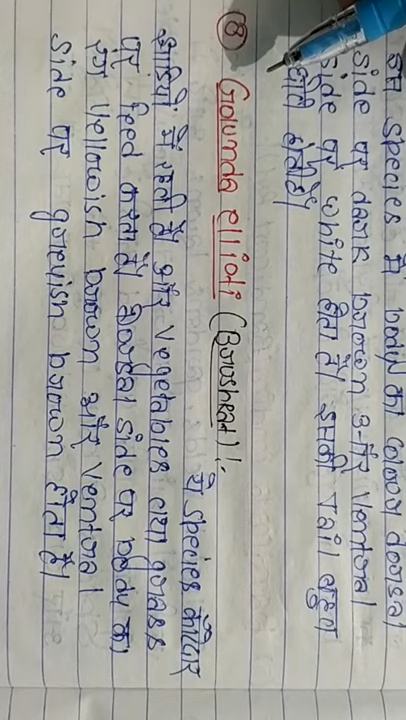 इस species में body का colour dorsal
side पर dark brown और ventral
side पर white होता है। इसकी Tail बहुत
छोटी होती है।
⑧ Golunda ellioti (Bushrat)!-
ये species काँटेदार
झाडियों में रहती है और vegetables तथा grass
पर feed करता है। Dorsal side पर body का
रंग Yellowish brown और ventral
side पर greyish brown होता है।